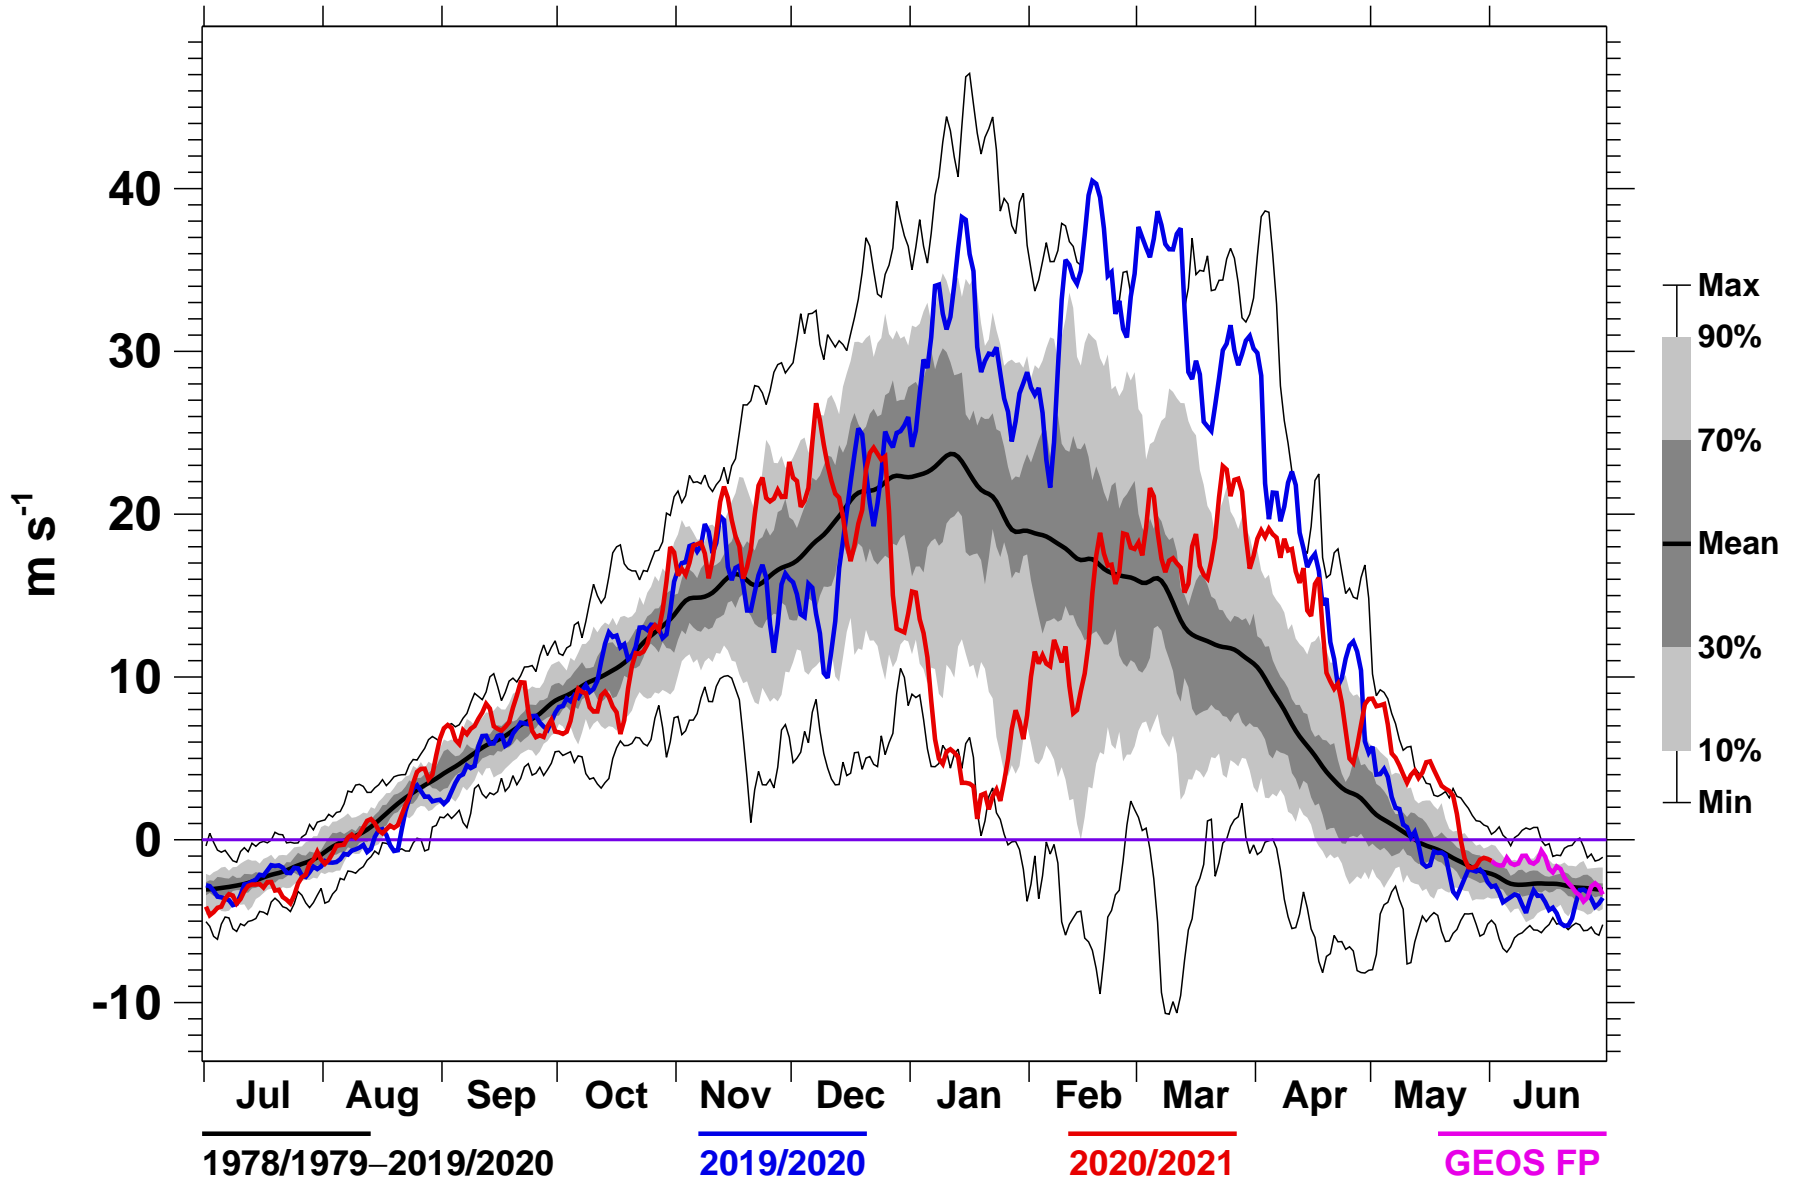 40
30
20
10
0
-10
m s-1
Jul Aug Sep Oct Nov Dec Jan Feb Mar Apr May Jun
1978/1979–2019/2020 2019/2020 2020/2021 GEOS FP
Max
90%
70%
Mean
30%
10%
Min